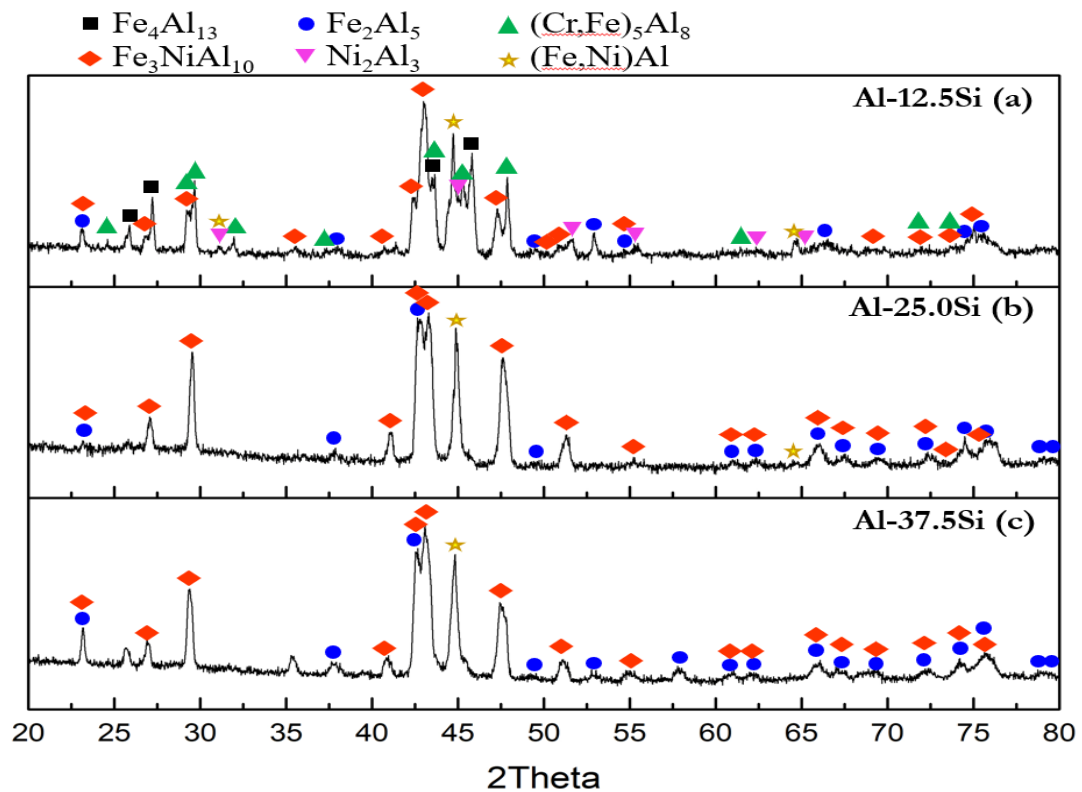 Fe₄Al₁₃ Fe₂Al₅ (Cr,Fe)₅Al₈
Fe₃NiAl₁₀ Ni₂Al₃ (Fe,Ni)Al
Al-12.5Si (a)
Al-25.0Si (b)
Al-37.5Si (c)
20 25 30 35 40 45 50 55 60 65 70 75 80
2Theta